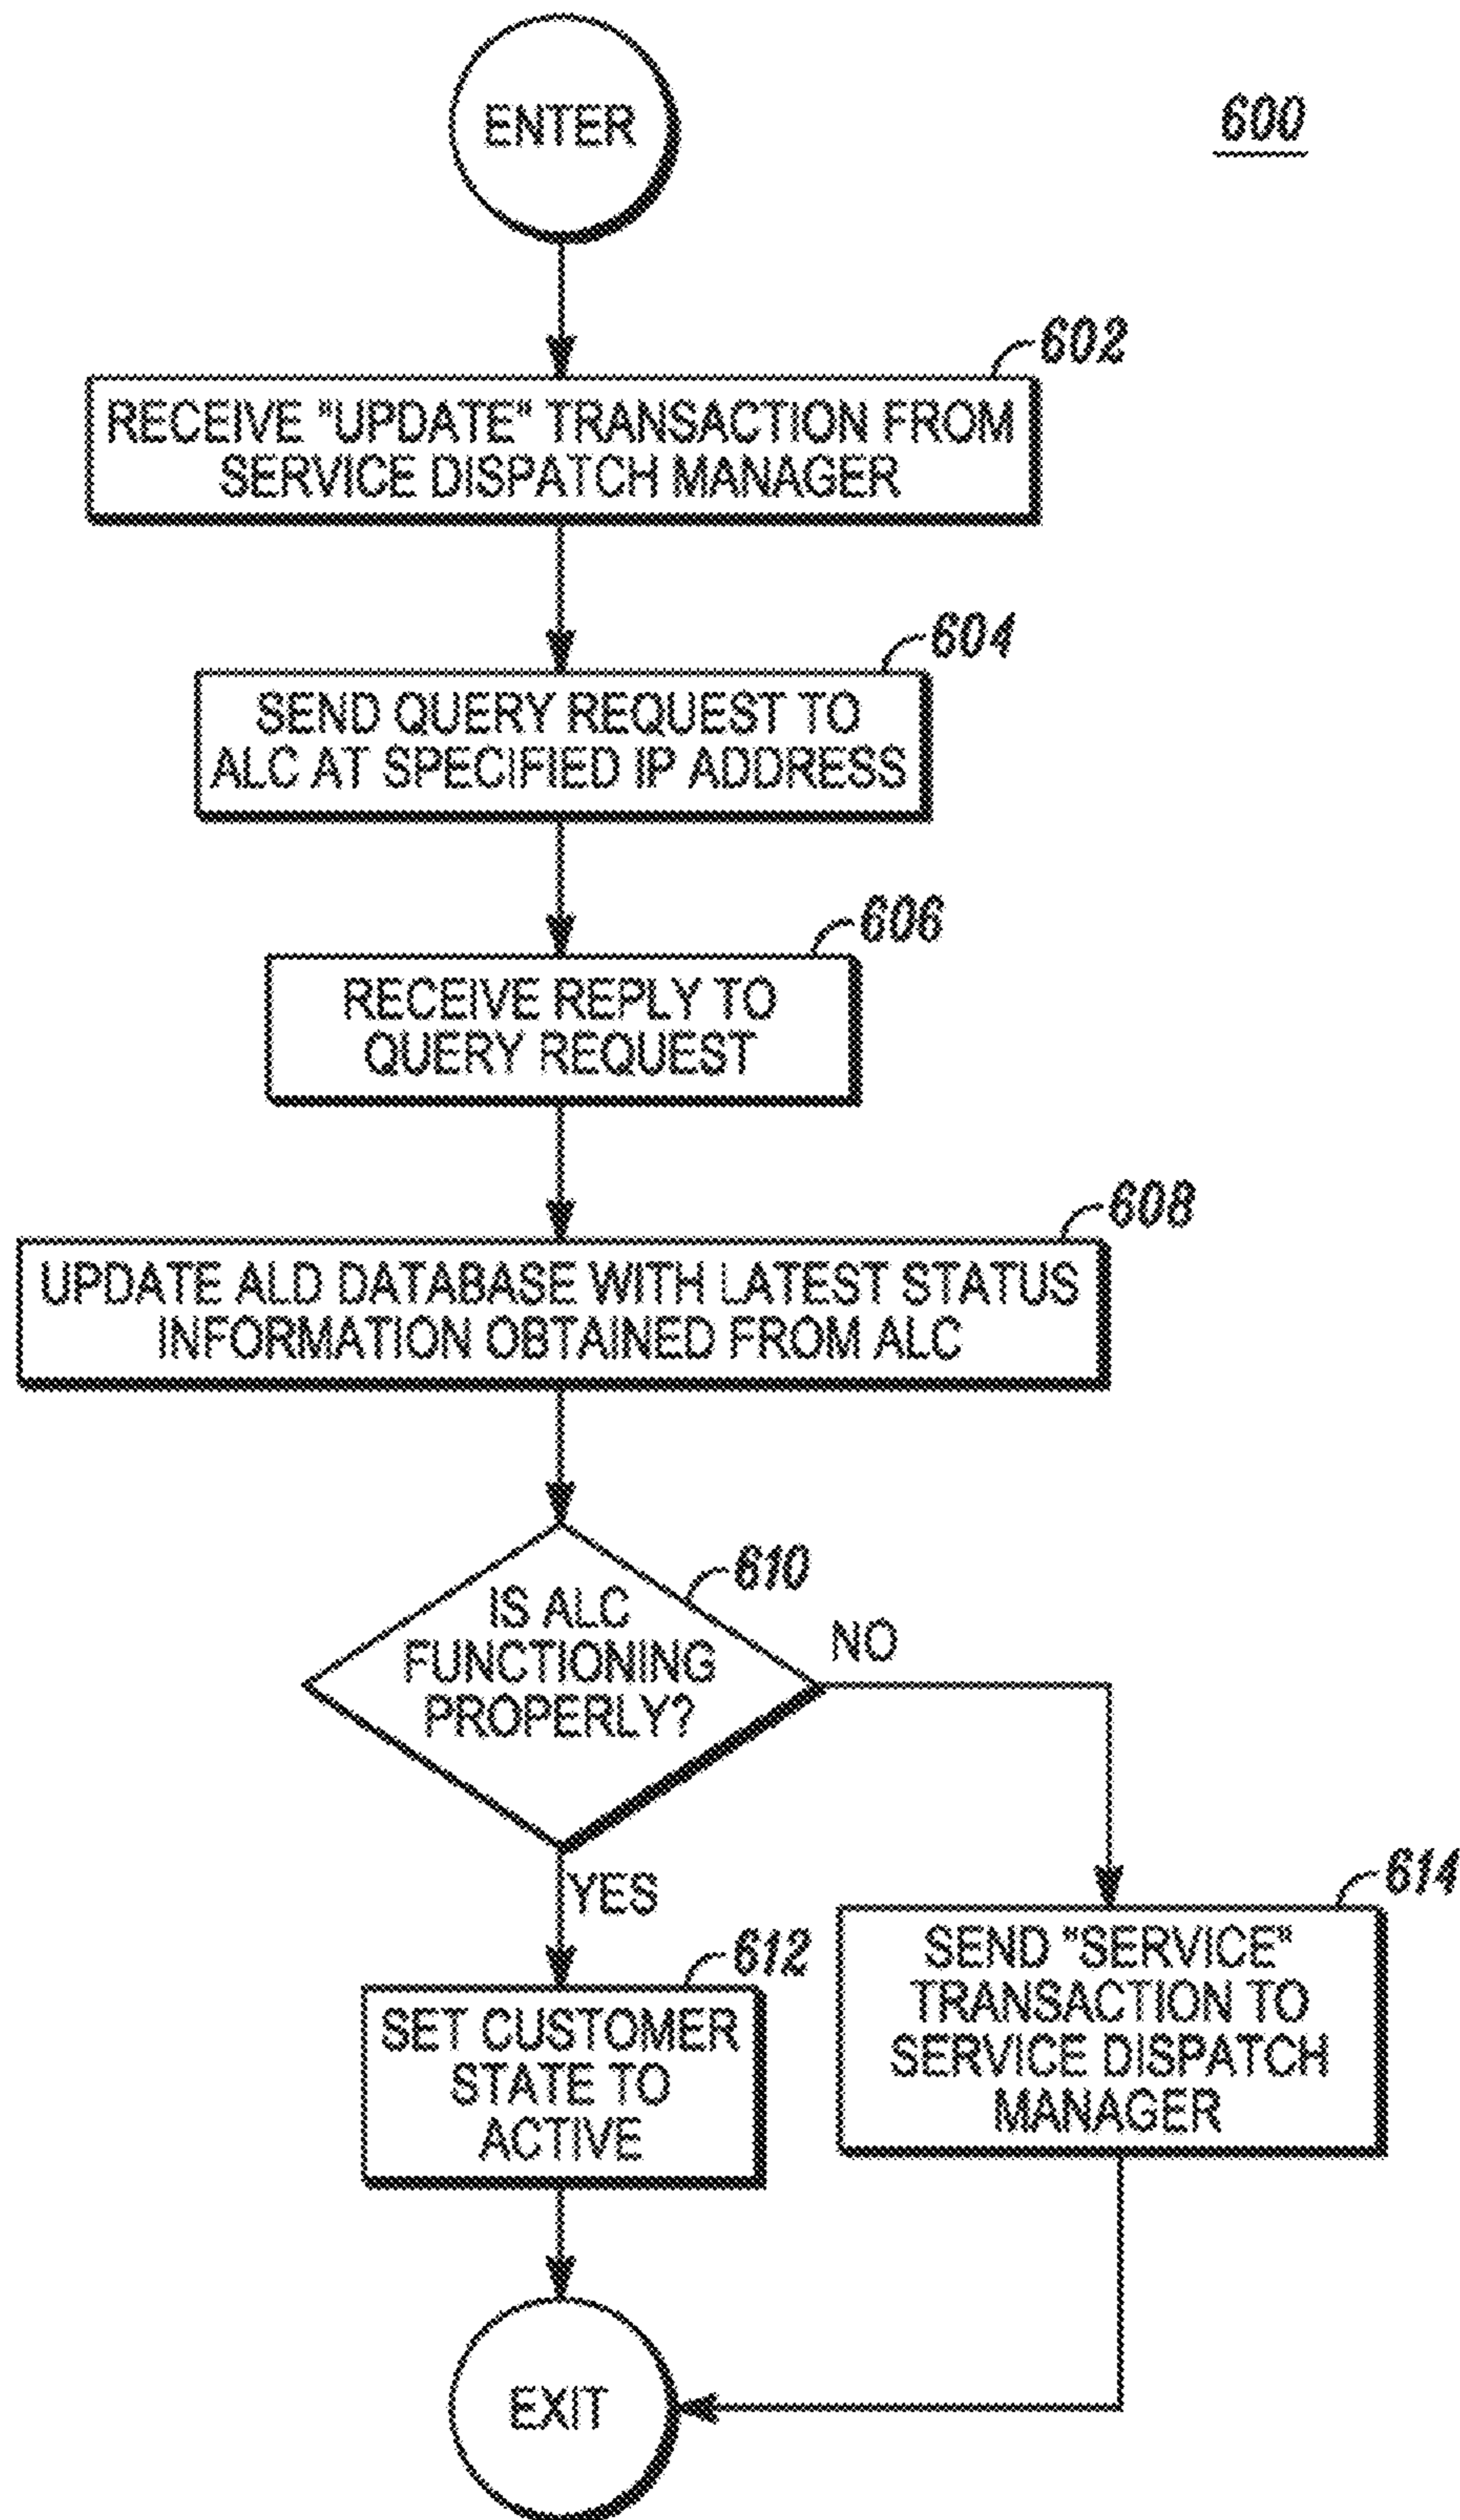 ENTER
600
602
RECEIVE "UPDATE" TRANSACTION FROM
SERVICE DISPATCH MANAGER
604
SEND QUERY REQUEST TO
ALC AT SPECIFIED IP ADDRESS
606
RECEIVE REPLY TO
QUERY REQUEST
608
UPDATE ALD DATABASE WITH LATEST STATUS
INFORMATION OBTAINED FROM ALC
610
IS ALC
FUNCTIONING
PROPERLY?
NO
YES
612
SET CUSTOMER
STATE TO
ACTIVE
614
SEND "SERVICE"
TRANSACTION TO
SERVICE DISPATCH
MANAGER
EXIT